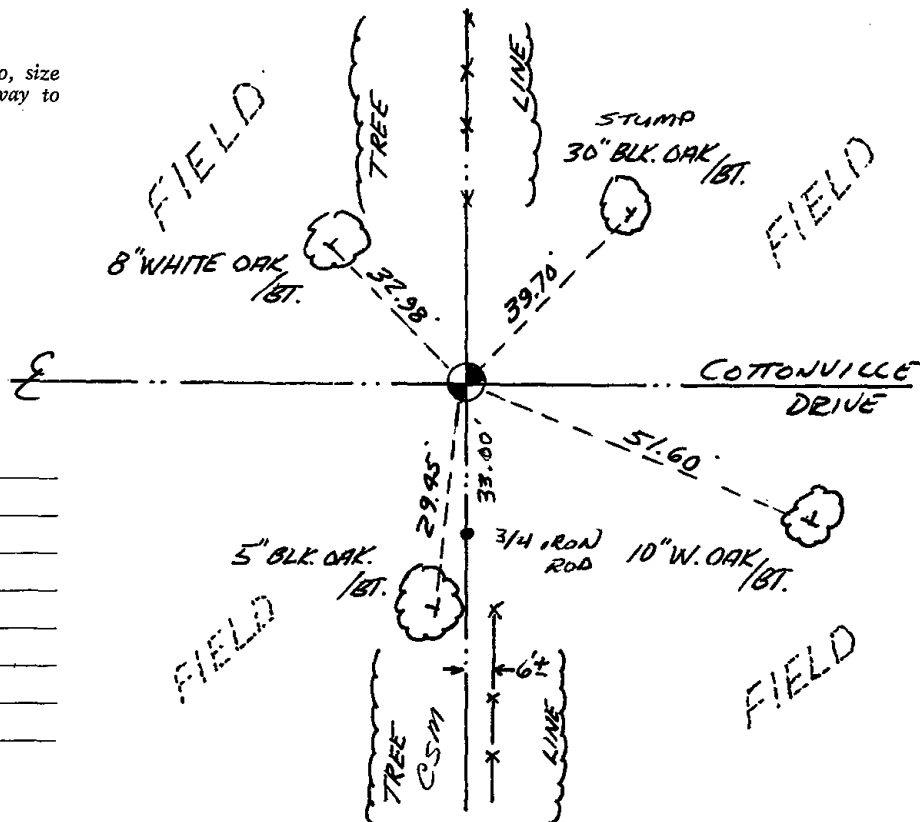 o, size
way to
FIELD
TREE
LINE
STUMP
30" BLK. OAK
/BT.
FIELD
8" WHITE OAK
/BT.
32.98'
39.70'
℄
COTTONVILLE
DRIVE
51.60'
29.45'
33.00'
5" BLK. OAK.
/BT.
3/4 IRON
ROD
10" W. OAK
/BT.
FIELD
6'±
FIELD
TREE
CSM
LINE